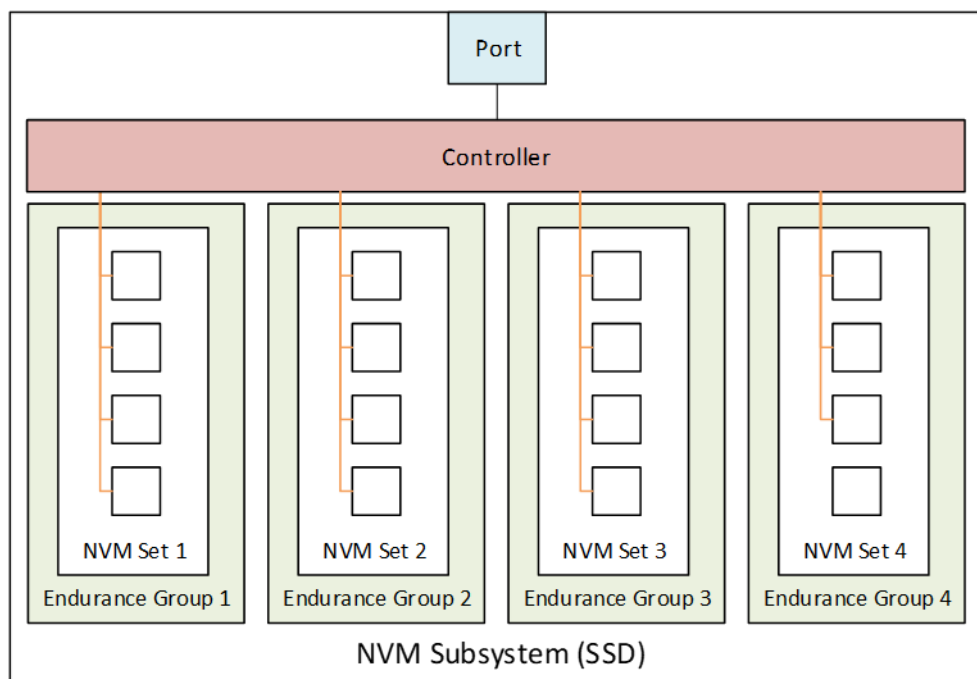 Port
Controller
NVM Set 1
NVM Set 2
NVM Set 3
NVM Set 4
Endurance Group 1
Endurance Group 2
Endurance Group 3
Endurance Group 4
NVM Subsystem (SSD)